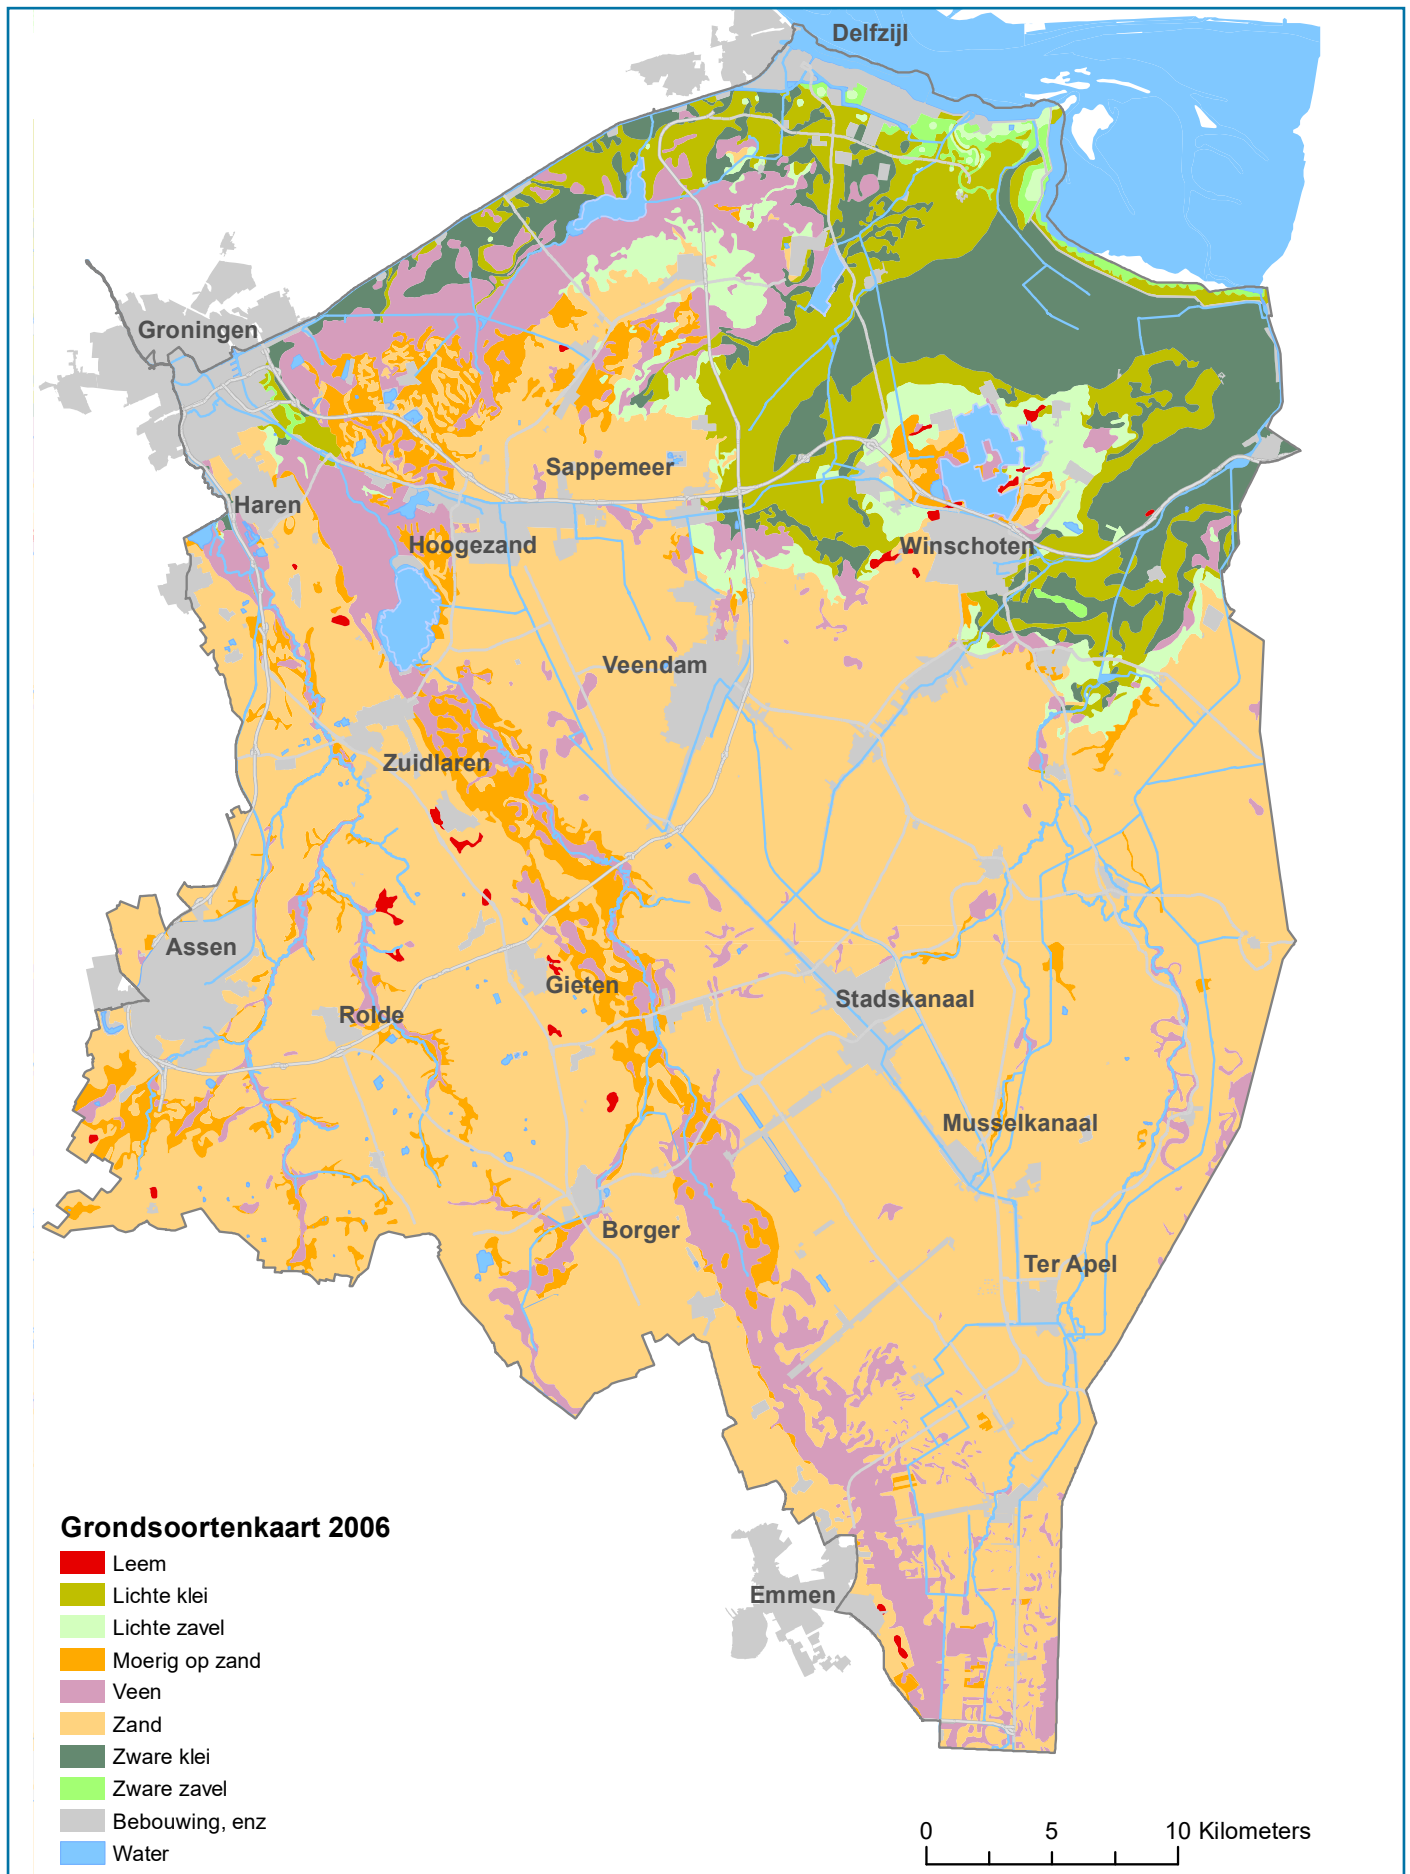 Delfzijl
Groningen
Sappemeer
Haren
Hoogezand
Winschoten
Veendam
Zuidlaren
Assen
Gieten
Stadskanaal
Rolde
Musselkanaal
Borger
Ter Apel
Emmen
Grondsoortenkaart 2006
Leem
Lichte klei
Lichte zavel
Moerig op zand
Veen
Zand
Zware klei
Zware zavel
Bebouwing, enz
Water
0 5 10 Kilometers